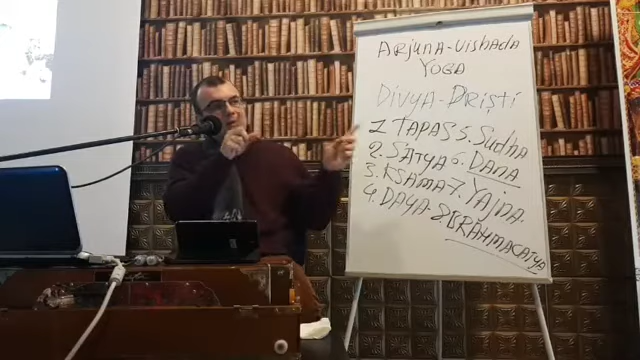 ARJUNA-VISHADA
YOGA
DIVYA-DRIṢTI
1. TAPAS 5. SUDHA
2. SATYA 6. DANA
3. KSAMA 7. YAJNA
4. DAYA 8. BRAHMACARYA